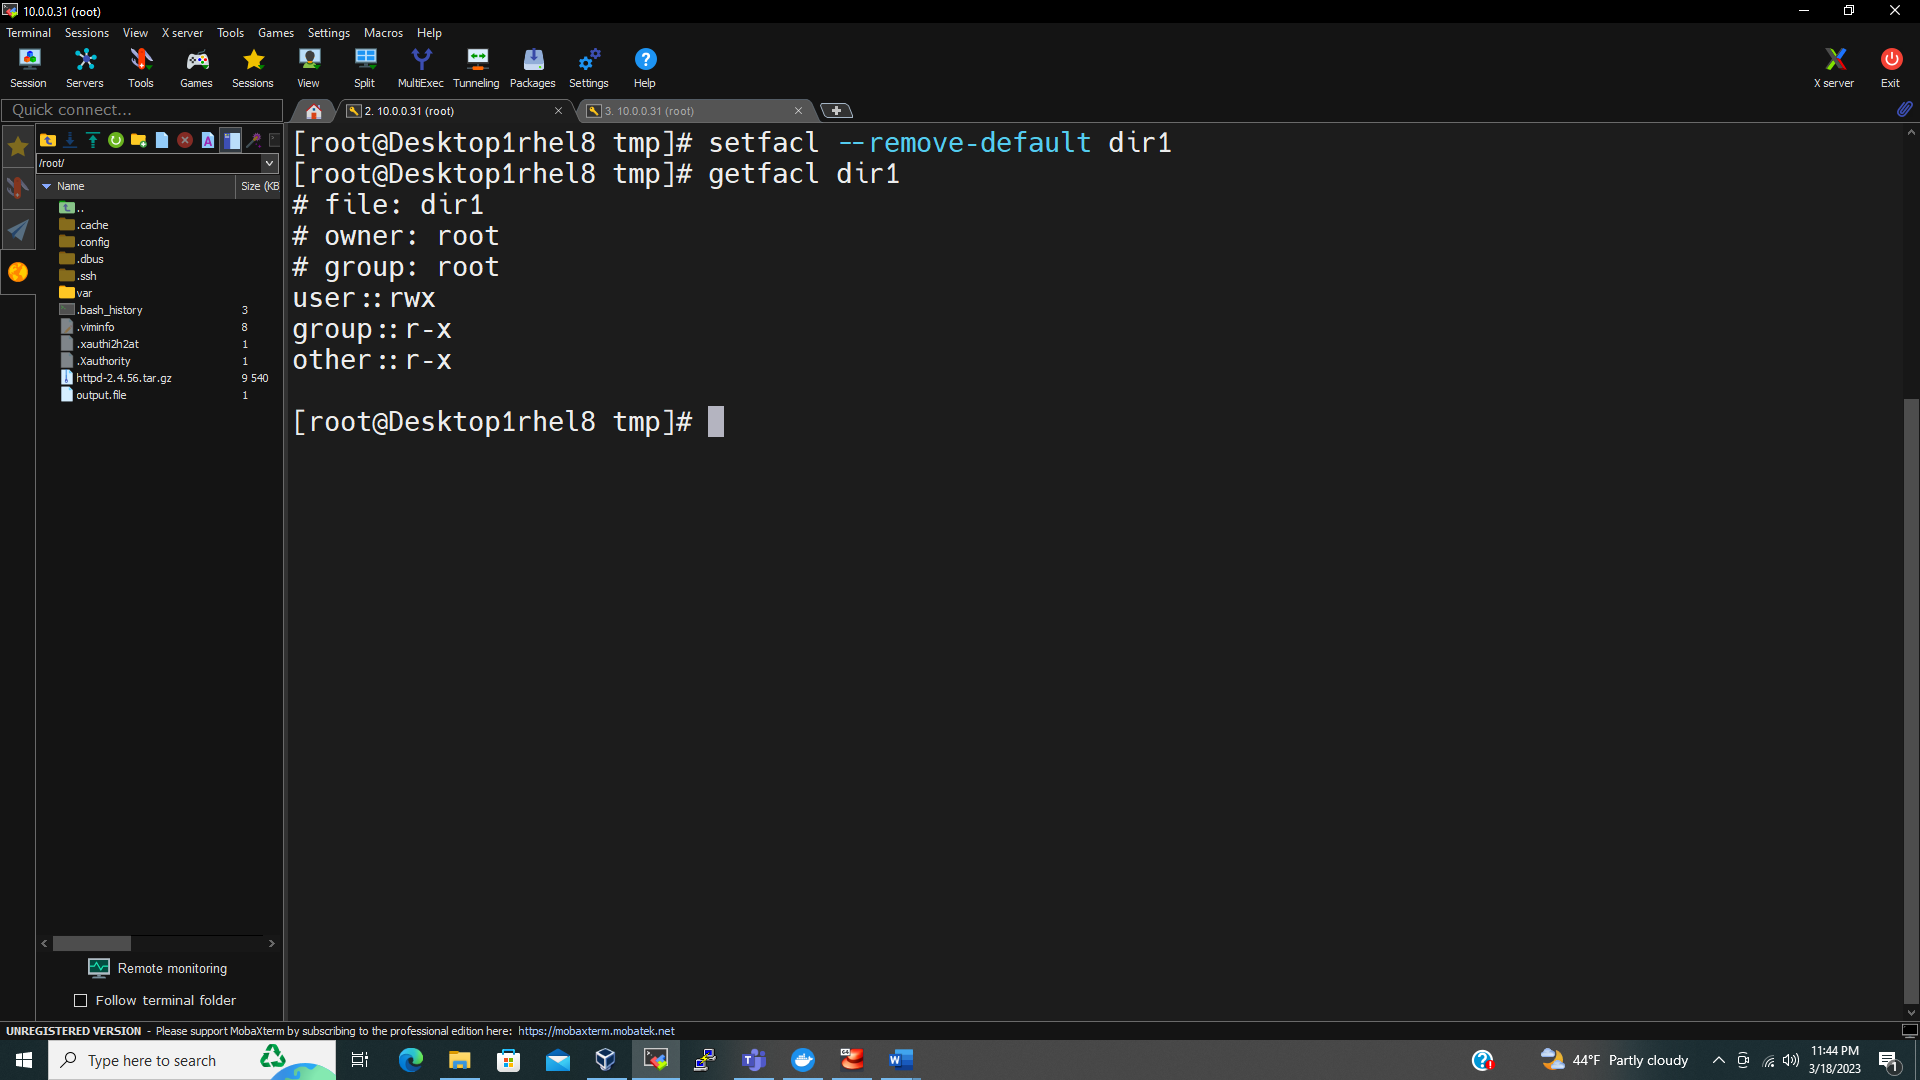 10.0.0.31 (root)
Terminal Sessions View X server Tools Games Settings Macros Help
Session Servers Tools Games Sessions View Split MultiExec Tunneling Packages Settings Help X server Exit
Quick connect...
2. 10.0.0.31 (root)
3. 10.0.0.31 (root)
/root/
Name Size (KB
..
.cache
.config
.dbus
.ssh
var
.bash_history 3
.viminfo 8
.xauthi2h2at 1
.Xauthority 1
httpd-2.4.56.tar.gz 9 540
output.file 1
Remote monitoring
Follow terminal folder
[root@Desktop1rhel8 tmp]# setfacl --remove-default dir1
[root@Desktop1rhel8 tmp]# getfacl dir1
# file: dir1
# owner: root
# group: root
user::rwx
group::r-x
other::r-x
[root@Desktop1rhel8 tmp]#
UNREGISTERED VERSION - Please support MobaXterm by subscribing to the professional edition here: https://mobaxterm.mobatek.net
Type here to search
44°F Partly cloudy
11:44 PM
3/18/2023
1